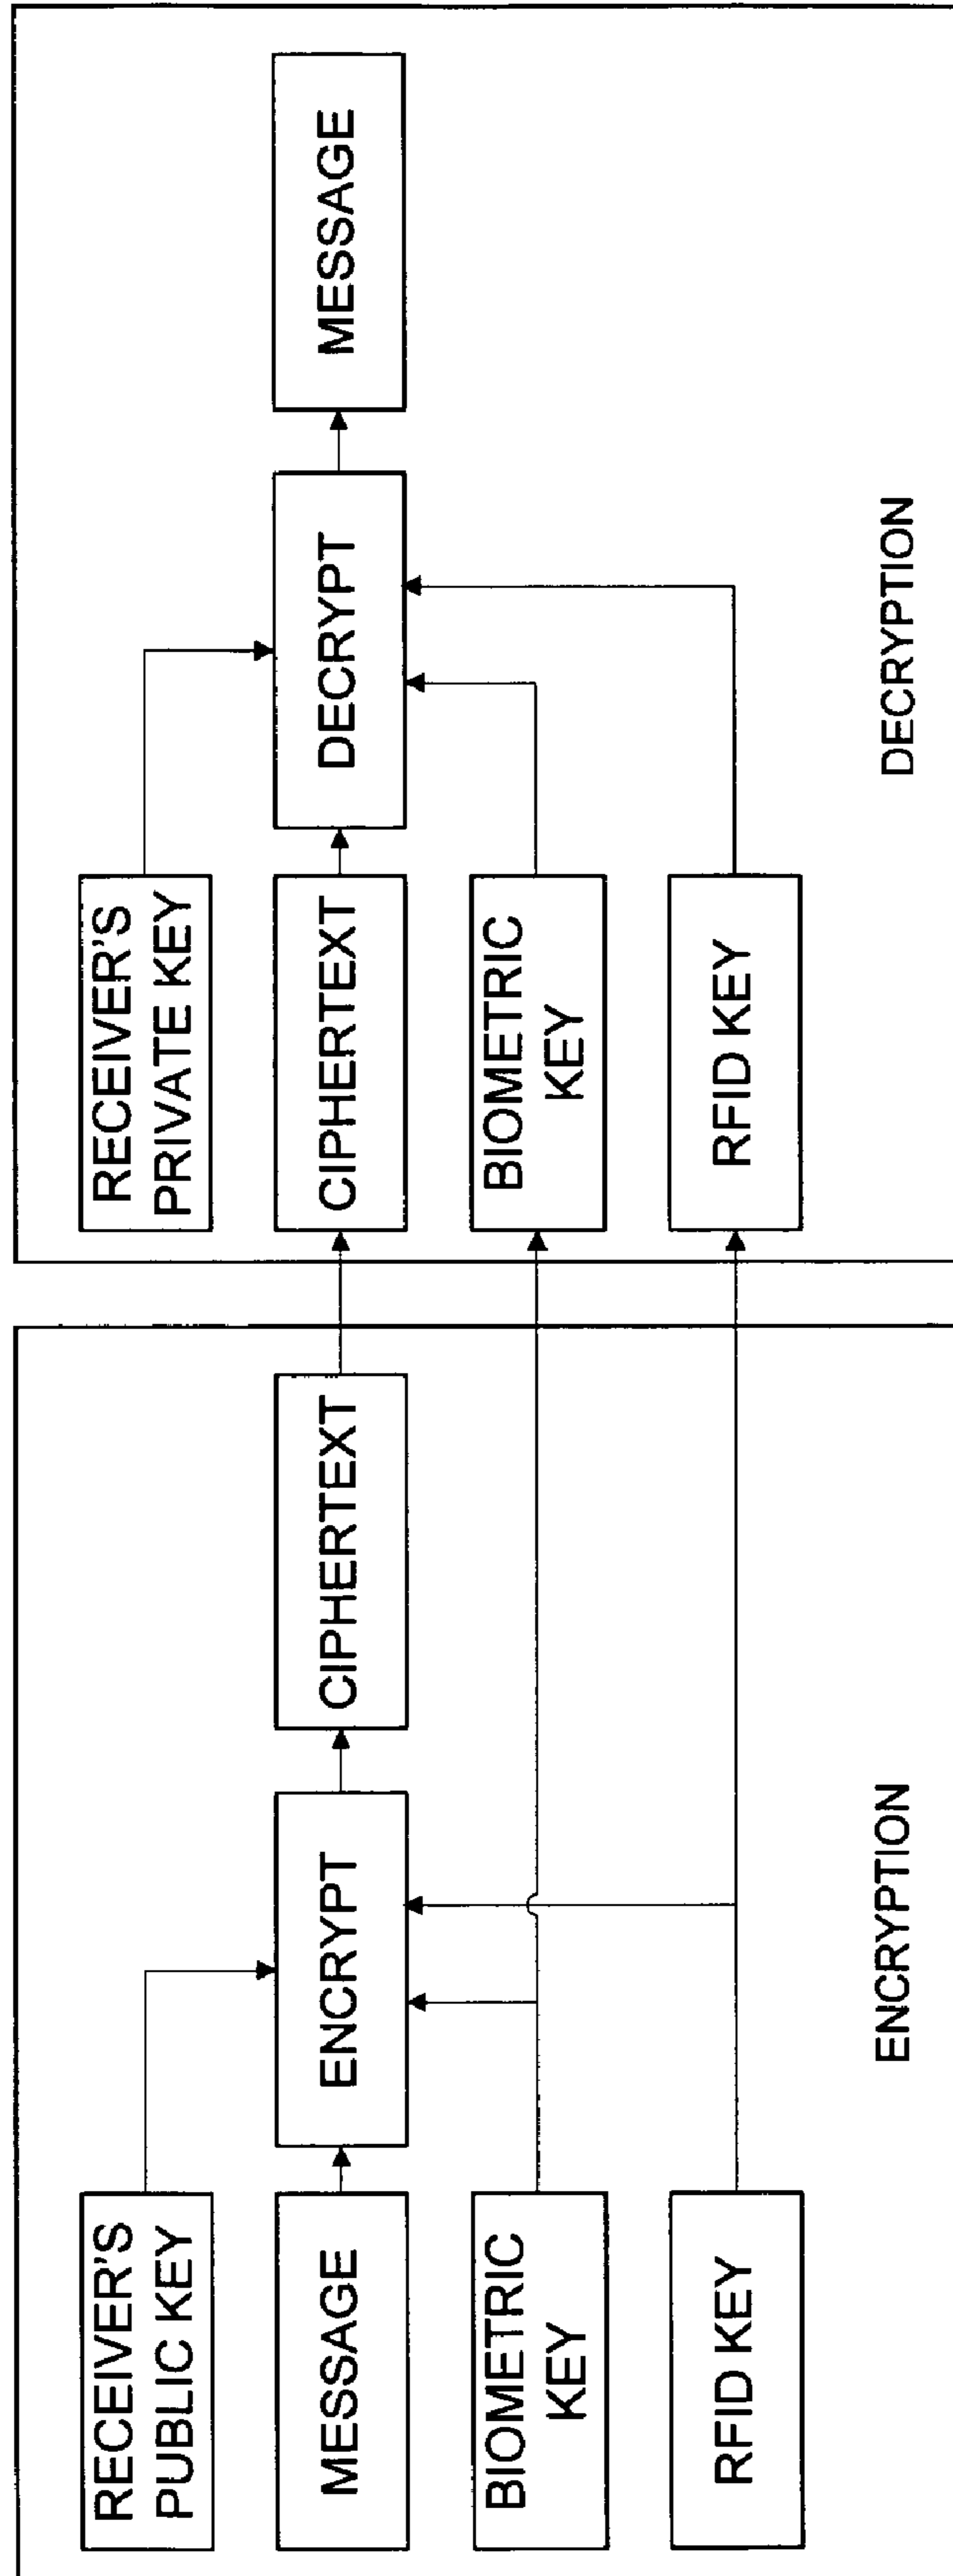 RECEIVER'S
PUBLIC KEY
MESSAGE
BIOMETRIC
KEY
RFID KEY
ENCRYPT
CIPHERTEXT
ENCRYPTION
RECEIVER'S
PRIVATE KEY
CIPHERTEXT
BIOMETRIC
KEY
RFID KEY
DECRYPT
MESSAGE
DECRYPTION